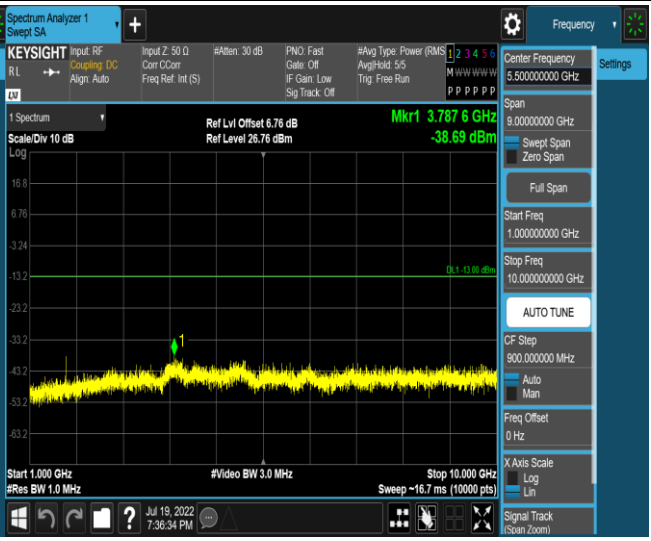 Spectrum Analyzer 1
Swept SA
Frequency
KEYSIGHT
Input: RF
Coupling: DC
Align: Auto
Input Z: 50 Ω
Corr CCorr
Freq Ref: Int (S)
#Atten: 30 dB
PNO: Fast
Gate: Off
IF Gain: Low
Sig Track: Off
#Avg Type: Power (RMS
Avg|Hold: 5/5
Trig: Free Run
1 2 3 4 5 6
M W W W W W
P P P P P P
R L
LXI
1 Spectrum
Scale/Div 10 dB
Log
Ref Lvl Offset 6.76 dB
Ref Level 26.76 dBm
Mkr1 3.787 6 GHz
-38.69 dBm
16.8
6.76
-3.24
-13.2
-23.2
-33.2
-43.2
-53.2
-63.2
DL1 -13.00 dBm
1
Start 1.000 GHz
#Res BW 1.0 MHz
#Video BW 3.0 MHz
Stop 10.000 GHz
Sweep ~16.7 ms (10000 pts)
Jul 19, 2022
7:36:34 PM
Center Frequency
5.500000000 GHz
Settings
Span
9.00000000 GHz
Swept Span
Zero Span
Full Span
Start Freq
1.000000000 GHz
Stop Freq
10.000000000 GHz
AUTO TUNE
CF Step
900.000000 MHz
Auto
Man
Freq Offset
0 Hz
X Axis Scale
Log
Lin
Signal Track
(Span Zoom)